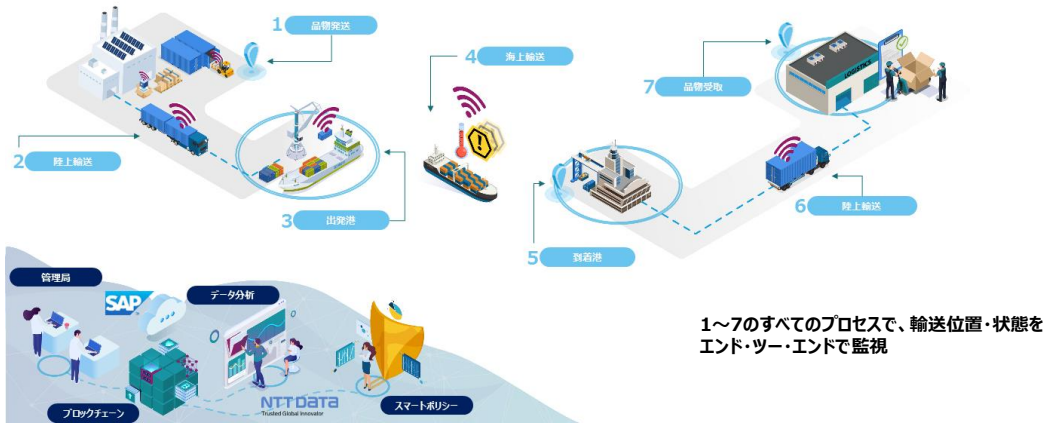 1 品物発送
2 陸上輸送
3 出発港
4 海上輸送
5 到着港
6 陸上輸送
7 品物受取
LOGISTICS
管理局
SAP
データ分析
ブロックチェーン
NTT DATA
Trusted Global Innovator
スマートポリシー
1～7のすべてのプロセスで、輸送位置・状態を
エンド・ツー・エンドで監視